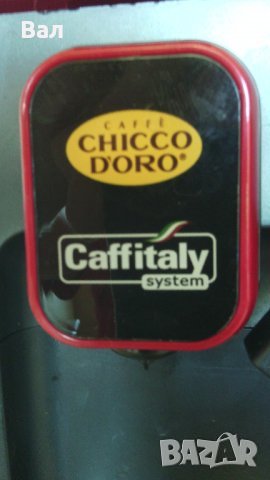 Вал
CAFFÈ
CHICCO
D'ORO®
Caffitaly
system
BAZAR